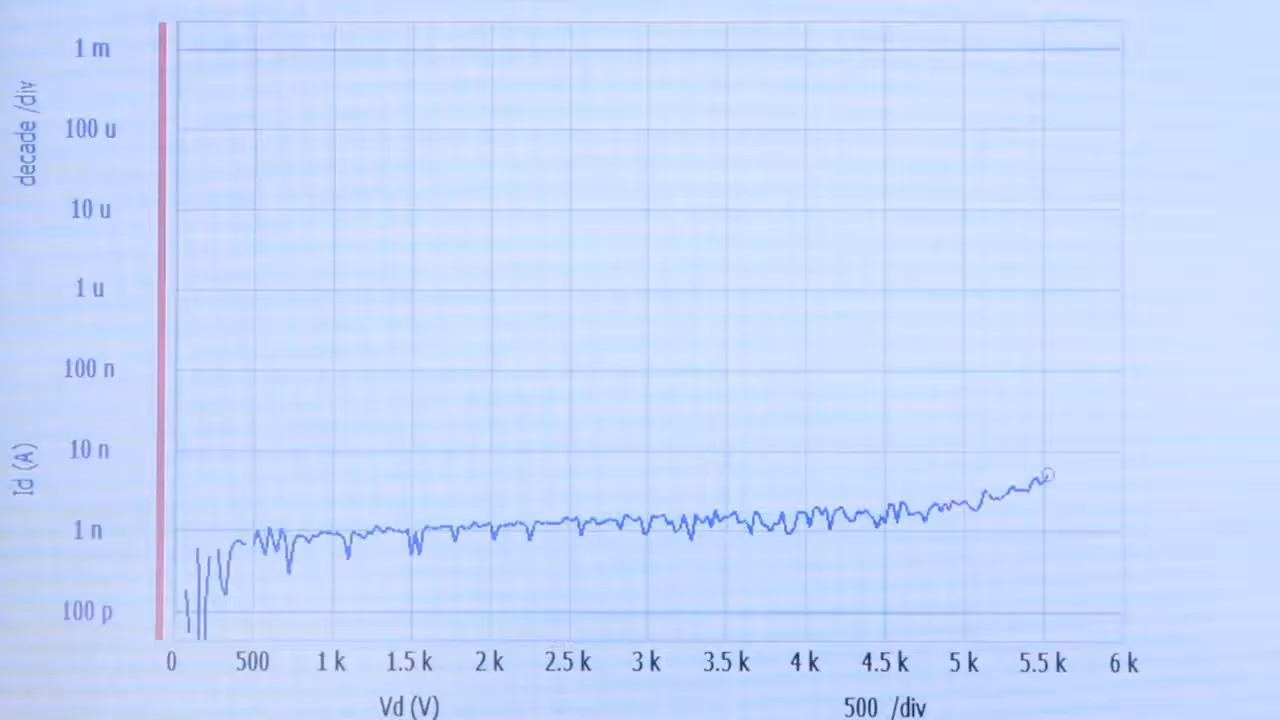 decade /div
1 m
100 u
10 u
1 u
100 n
Id (A)
10 n
1 n
100 p
0 500 1 k 1.5 k 2 k 2.5 k 3 k 3.5 k 4 k 4.5 k 5 k 5.5 k 6 k
Vd (V) 500 /div